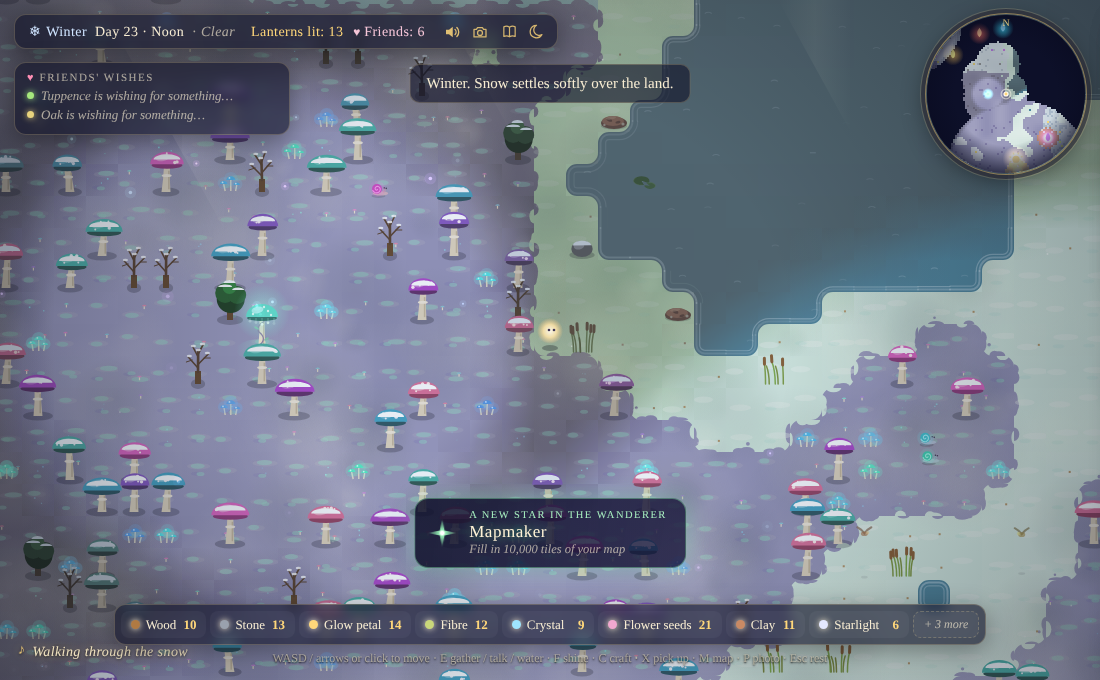 Winter Day 23 · Noon · Clear Lanterns lit: 13 ♥ Friends: 6
N
♥ FRIENDS' WISHES
Tuppence is wishing for something…
Oak is wishing for something…
Winter. Snow settles softly over the land.
A NEW STAR IN THE WANDERER
Mapmaker
Fill in 10,000 tiles of your map
Wood 10 Stone 13 Glow petal 14 Fibre 12 Crystal 9 Flower seeds 21 Clay 11 Starlight 6 + 3 more
♪ Walking through the snow
WASD / arrows or click to move · E gather / talk / water · F shine · C craft · X pick up · M map · P photo · Esc rest